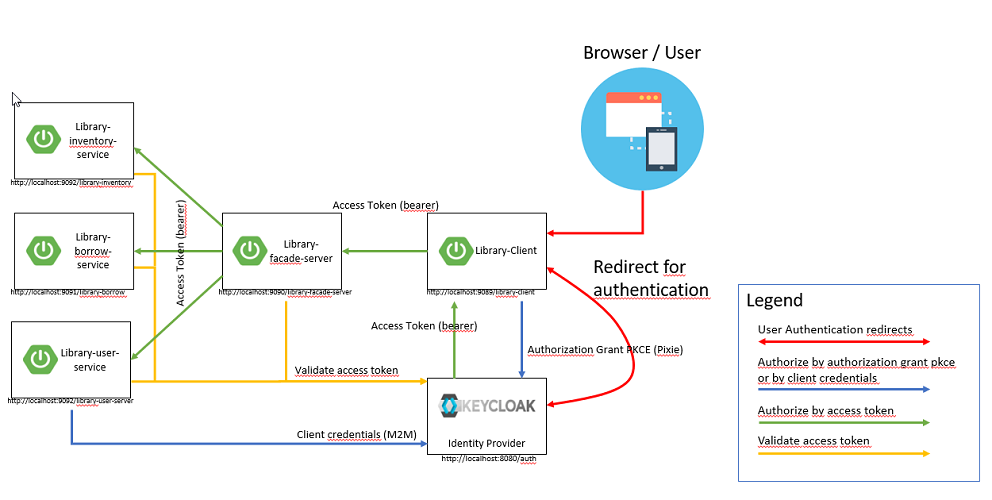 Browser / User
Library-
inventory-
service
http://localhost:9092/library-inventory
Library-
borrow-
service
http://localhost:9091/library-borrow
Library-user-
service
http://localhost:9092/library-user-server
Access Token (bearer)
Library-
facade-server
http://localhost:9090/library-facade-server
Access Token (bearer)
Library-Client
http://localhost:9089/library-client
Redirect for
authentication
Access Token (bearer)
Authorization Grant PKCE (Pixie)
Validate access token
Client credentials (M2M)
KEYCLOAK
Identity Provider
http://localhost:8080/auth
Legend
User Authentication redirects
Authorize by authorization grant pkce
or by client credentials
Authorize by access token
Validate access token